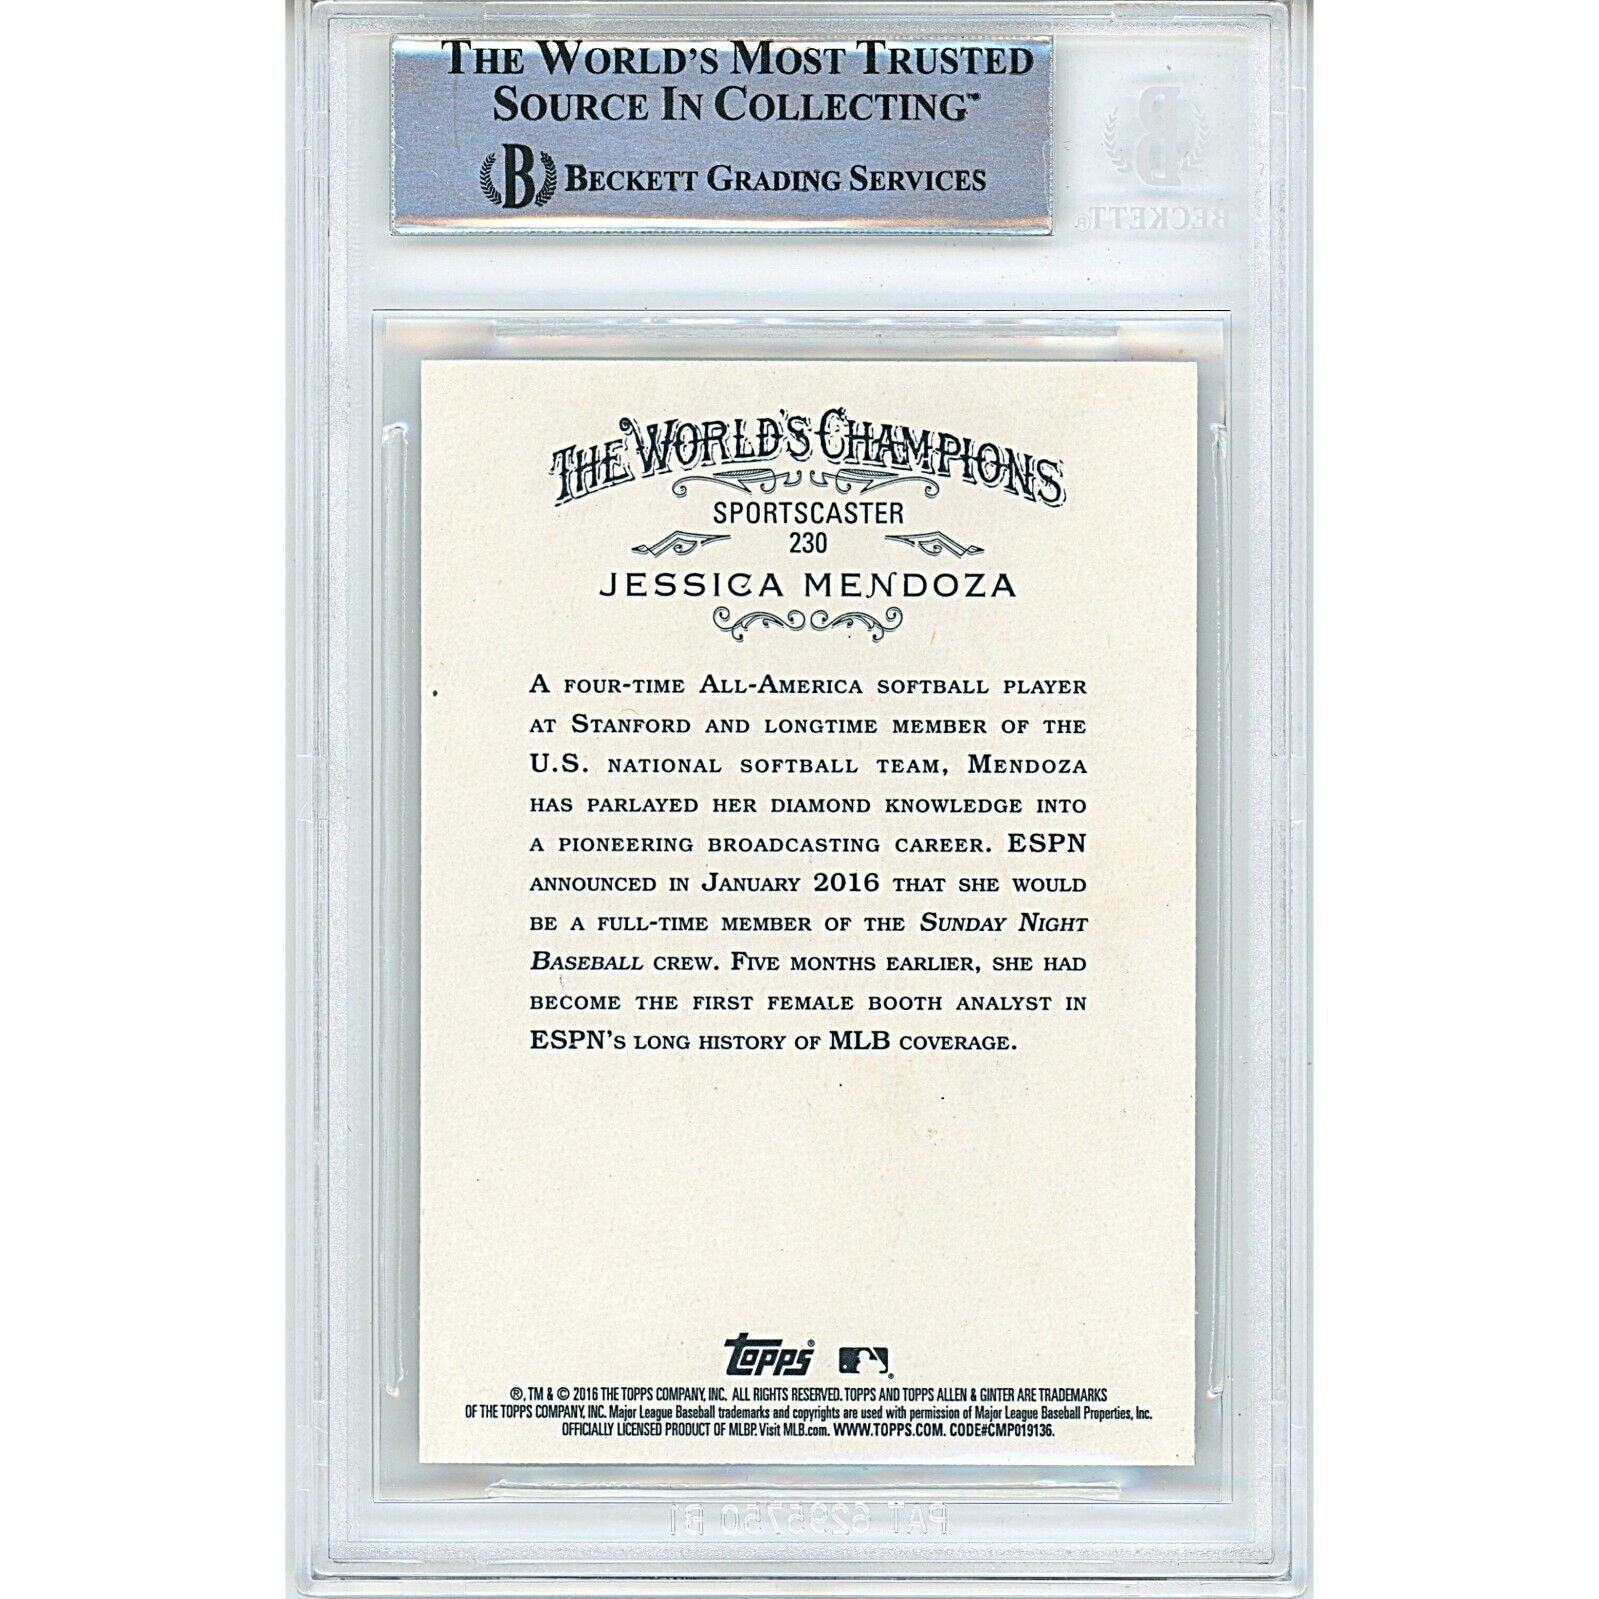 THE WORLD'S MOST TRUSTED
SOURCE IN COLLECTING™
B BECKETT GRADING SERVICES
B
BECKETT®
THE WORLD'S CHAMPIONS
SPORTSCASTER
230
JESSICA MENDOZA
A FOUR-TIME ALL-AMERICA SOFTBALL PLAYER
AT STANFORD AND LONGTIME MEMBER OF THE
U.S. NATIONAL SOFTBALL TEAM, MENDOZA
HAS PARLAYED HER DIAMOND KNOWLEDGE INTO
A PIONEERING BROADCASTING CAREER. ESPN
ANNOUNCED IN JANUARY 2016 THAT SHE WOULD
BE A FULL-TIME MEMBER OF THE SUNDAY NIGHT
BASEBALL CREW. FIVE MONTHS EARLIER, SHE HAD
BECOME THE FIRST FEMALE BOOTH ANALYST IN
ESPN'S LONG HISTORY OF MLB COVERAGE.
TOPPS®
®, TM & © 2016 THE TOPPS COMPANY, INC. ALL RIGHTS RESERVED. TOPPS AND TOPPS ALLEN & GINTER ARE TRADEMARKS
OF THE TOPPS COMPANY, INC. Major League Baseball trademarks and copyrights are used with permission of Major League Baseball Properties, Inc.
OFFICIALLY LICENSED PRODUCT OF MLBP. Visit MLB.com. WWW.TOPPS.COM. CODE#CMP019136.
PAT 6295750 B1